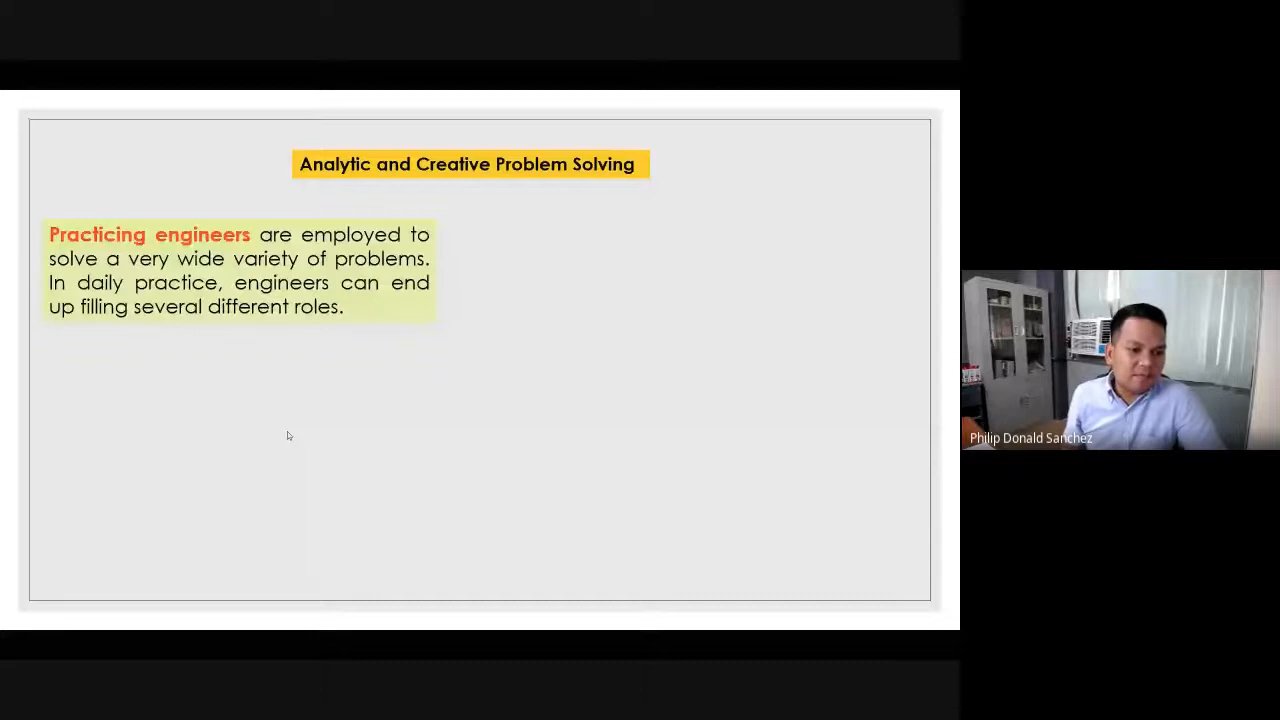 Analytic and Creative Problem Solving
Practicing engineers are employed to
solve a very wide variety of problems.
In daily practice, engineers can end
up filling several different roles.
Philip Donald Sanchez